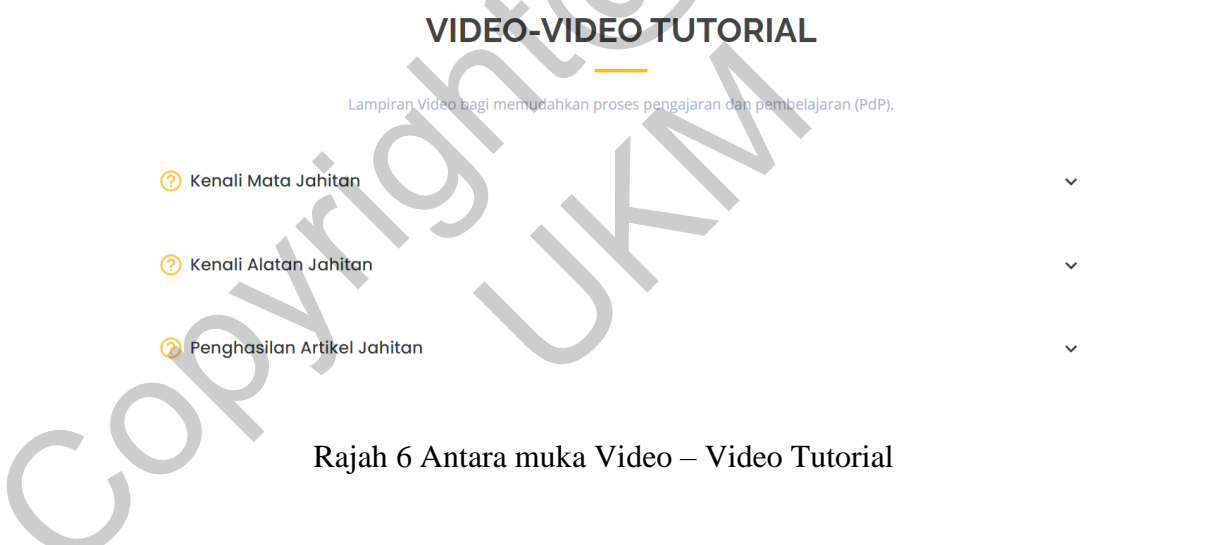 VIDEO-VIDEO TUTORIAL
Lampiran Video bagi memudahkan proses pengajaran dan pembelajaran (PdP).
Kenali Mata Jahitan
Kenali Alatan Jahitan
Penghasilan Artikel Jahitan
Rajah 6 Antara muka Video – Video Tutorial
Copyright@
UKM